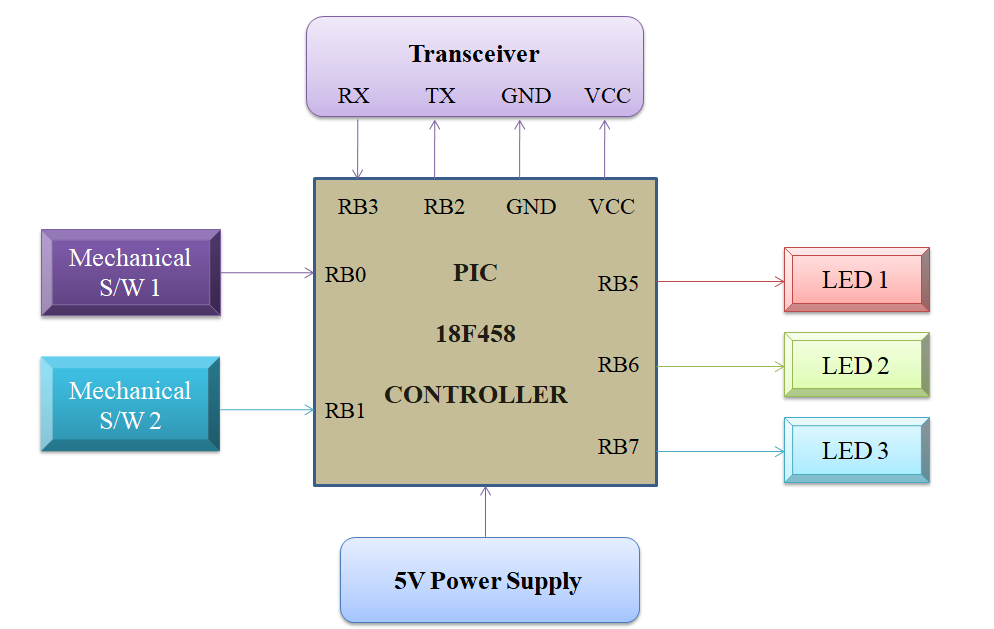 Transceiver
RX TX GND VCC
RB3 RB2 GND VCC
Mechanical
S/W 1
RB0
PIC
RB5
LED 1
18F458
Mechanical
S/W 2
RB1
CONTROLLER
RB6
LED 2
RB7
LED 3
5V Power Supply